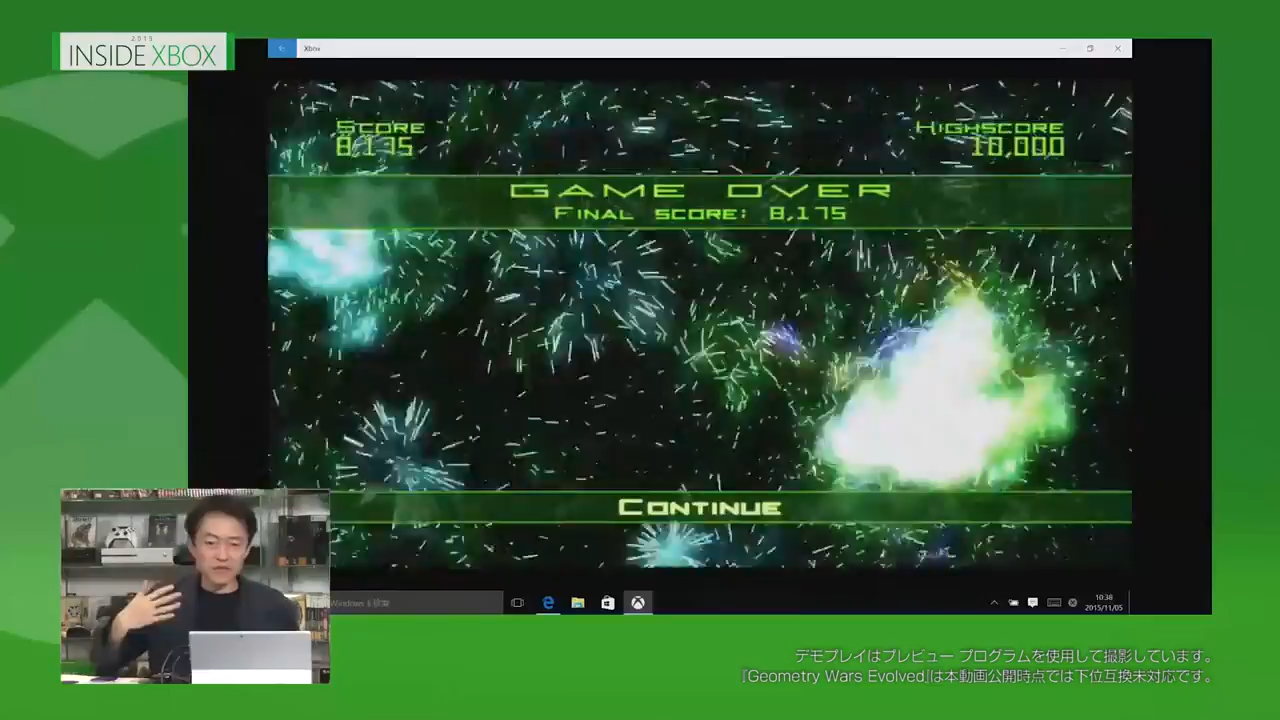 2015
INSIDE XBOX
Xbox
SCORE
8,175
HIGHSCORE
10,000
GAME OVER
FINAL SCORE: 8,175
CONTINUE
10:38
2015/11/05
デモプレイはプレビュー プログラムを使用して撮影しています。
『Geometry Wars Evolved』は本動画公開時点では下位互換未対応です。